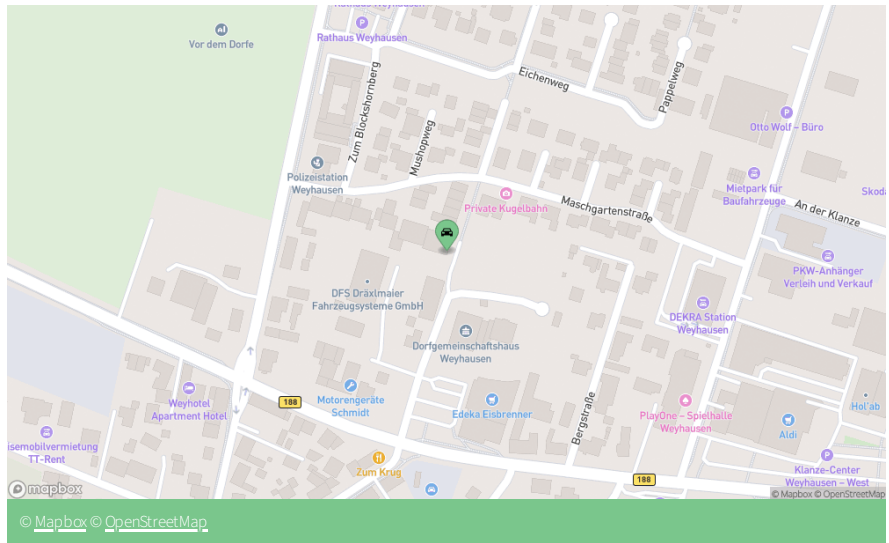 Rathaus Weyhausen
Vor dem Dorfe
Rathaus Weyhausen
Eichenweg
Pappelweg
Zum Blockshornberg
Mushopweg
Otto Wolf – Büro
Polizeistation
Weyhausen
Private Kugelbahn
Maschgartenstraße
Mietpark für
Baufahrzeuge
Skoda
An der Klanze
PKW-Anhänger
Verleih und Verkauf
DFS Dräxlmaier
Fahrzeugsysteme GmbH
DEKRA Station
Weyhausen
Dorfgemeinschaftshaus
Weyhausen
188
Weyhotel
Apartment Hotel
Motorengeräte
Schmidt
Edeka Eisbrenner
Bergstraße
PlayOne – Spielhalle
Weyhausen
Hol'ab
Aldi
isemobilvermietung
TT-Rent
Zum Krug
188
Klanze-Center
Weyhausen – West
mapbox
© Mapbox © OpenStreetMap
© Mapbox © OpenStreetMap